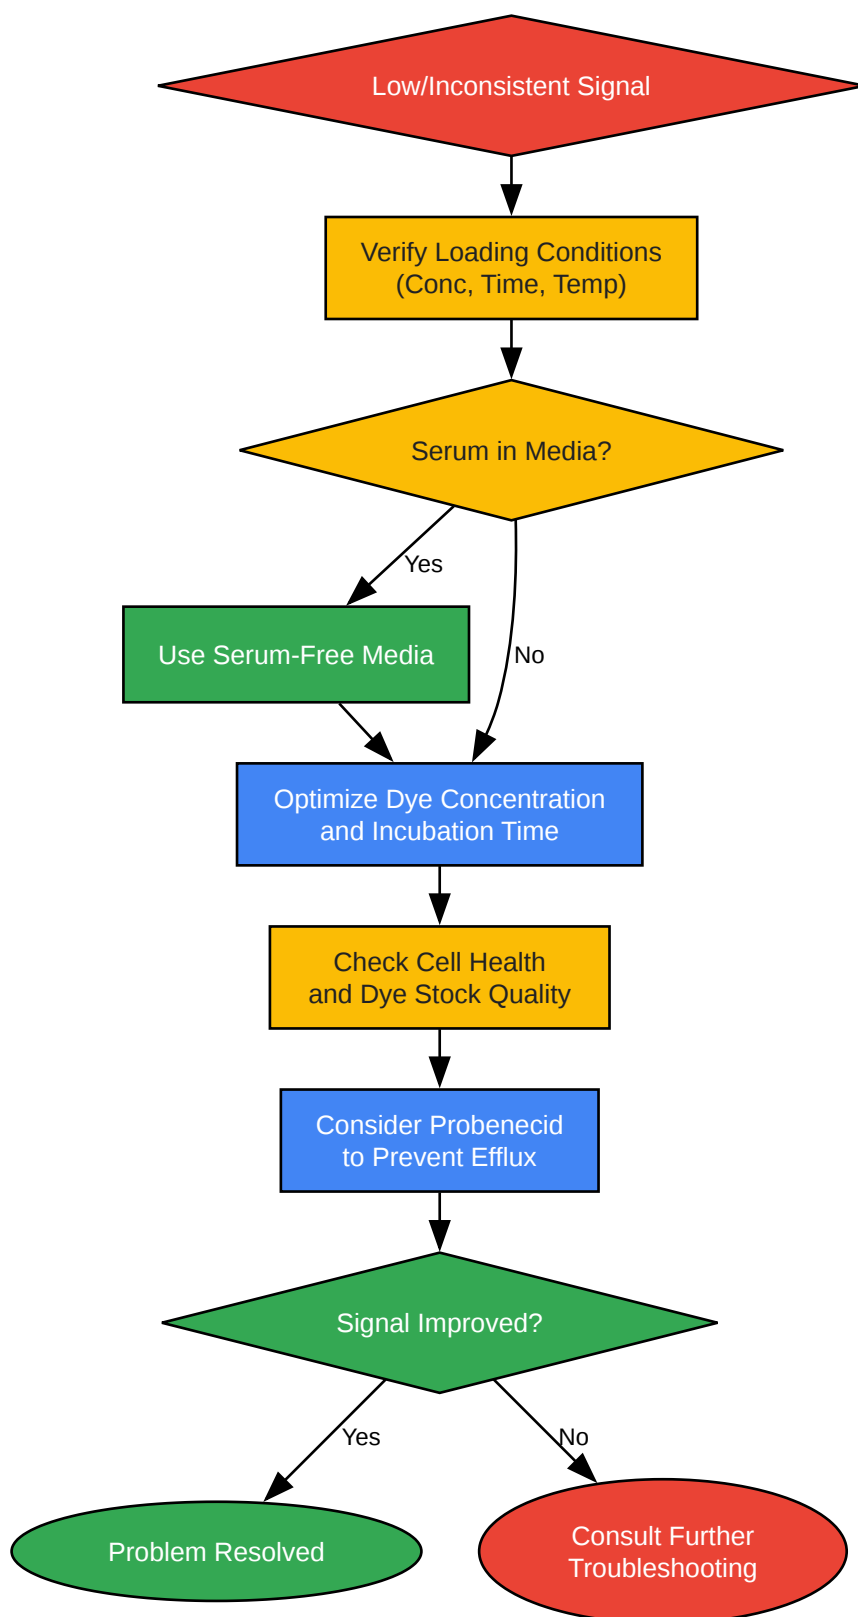 Low/Inconsistent Signal
Verify Loading Conditions
(Conc, Time, Temp)
Serum in Media?
Yes
Use Serum-Free Media
No
Optimize Dye Concentration
and Incubation Time
Check Cell Health
and Dye Stock Quality
Consider Probenecid
to Prevent Efflux
Signal Improved?
Yes
No
Problem Resolved
Consult Further
Troubleshooting